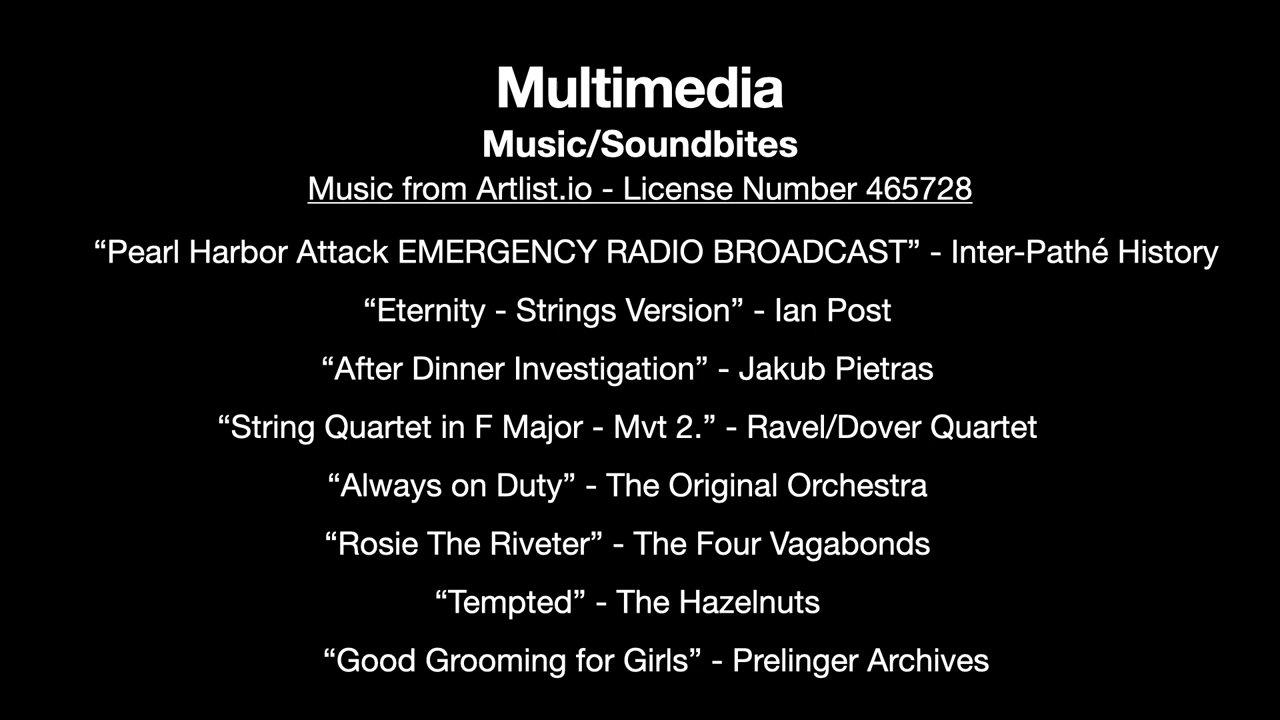 Multimedia
Music/Soundbites
Music from Artlist.io - License Number 465728
“Pearl Harbor Attack EMERGENCY RADIO BROADCAST” - Inter-Pathé History
“Eternity - Strings Version” - Ian Post
“After Dinner Investigation” - Jakub Pietras
“String Quartet in F Major - Mvt 2.” - Ravel/Dover Quartet
“Always on Duty” - The Original Orchestra
“Rosie The Riveter” - The Four Vagabonds
“Tempted” - The Hazelnuts
“Good Grooming for Girls” - Prelinger Archives